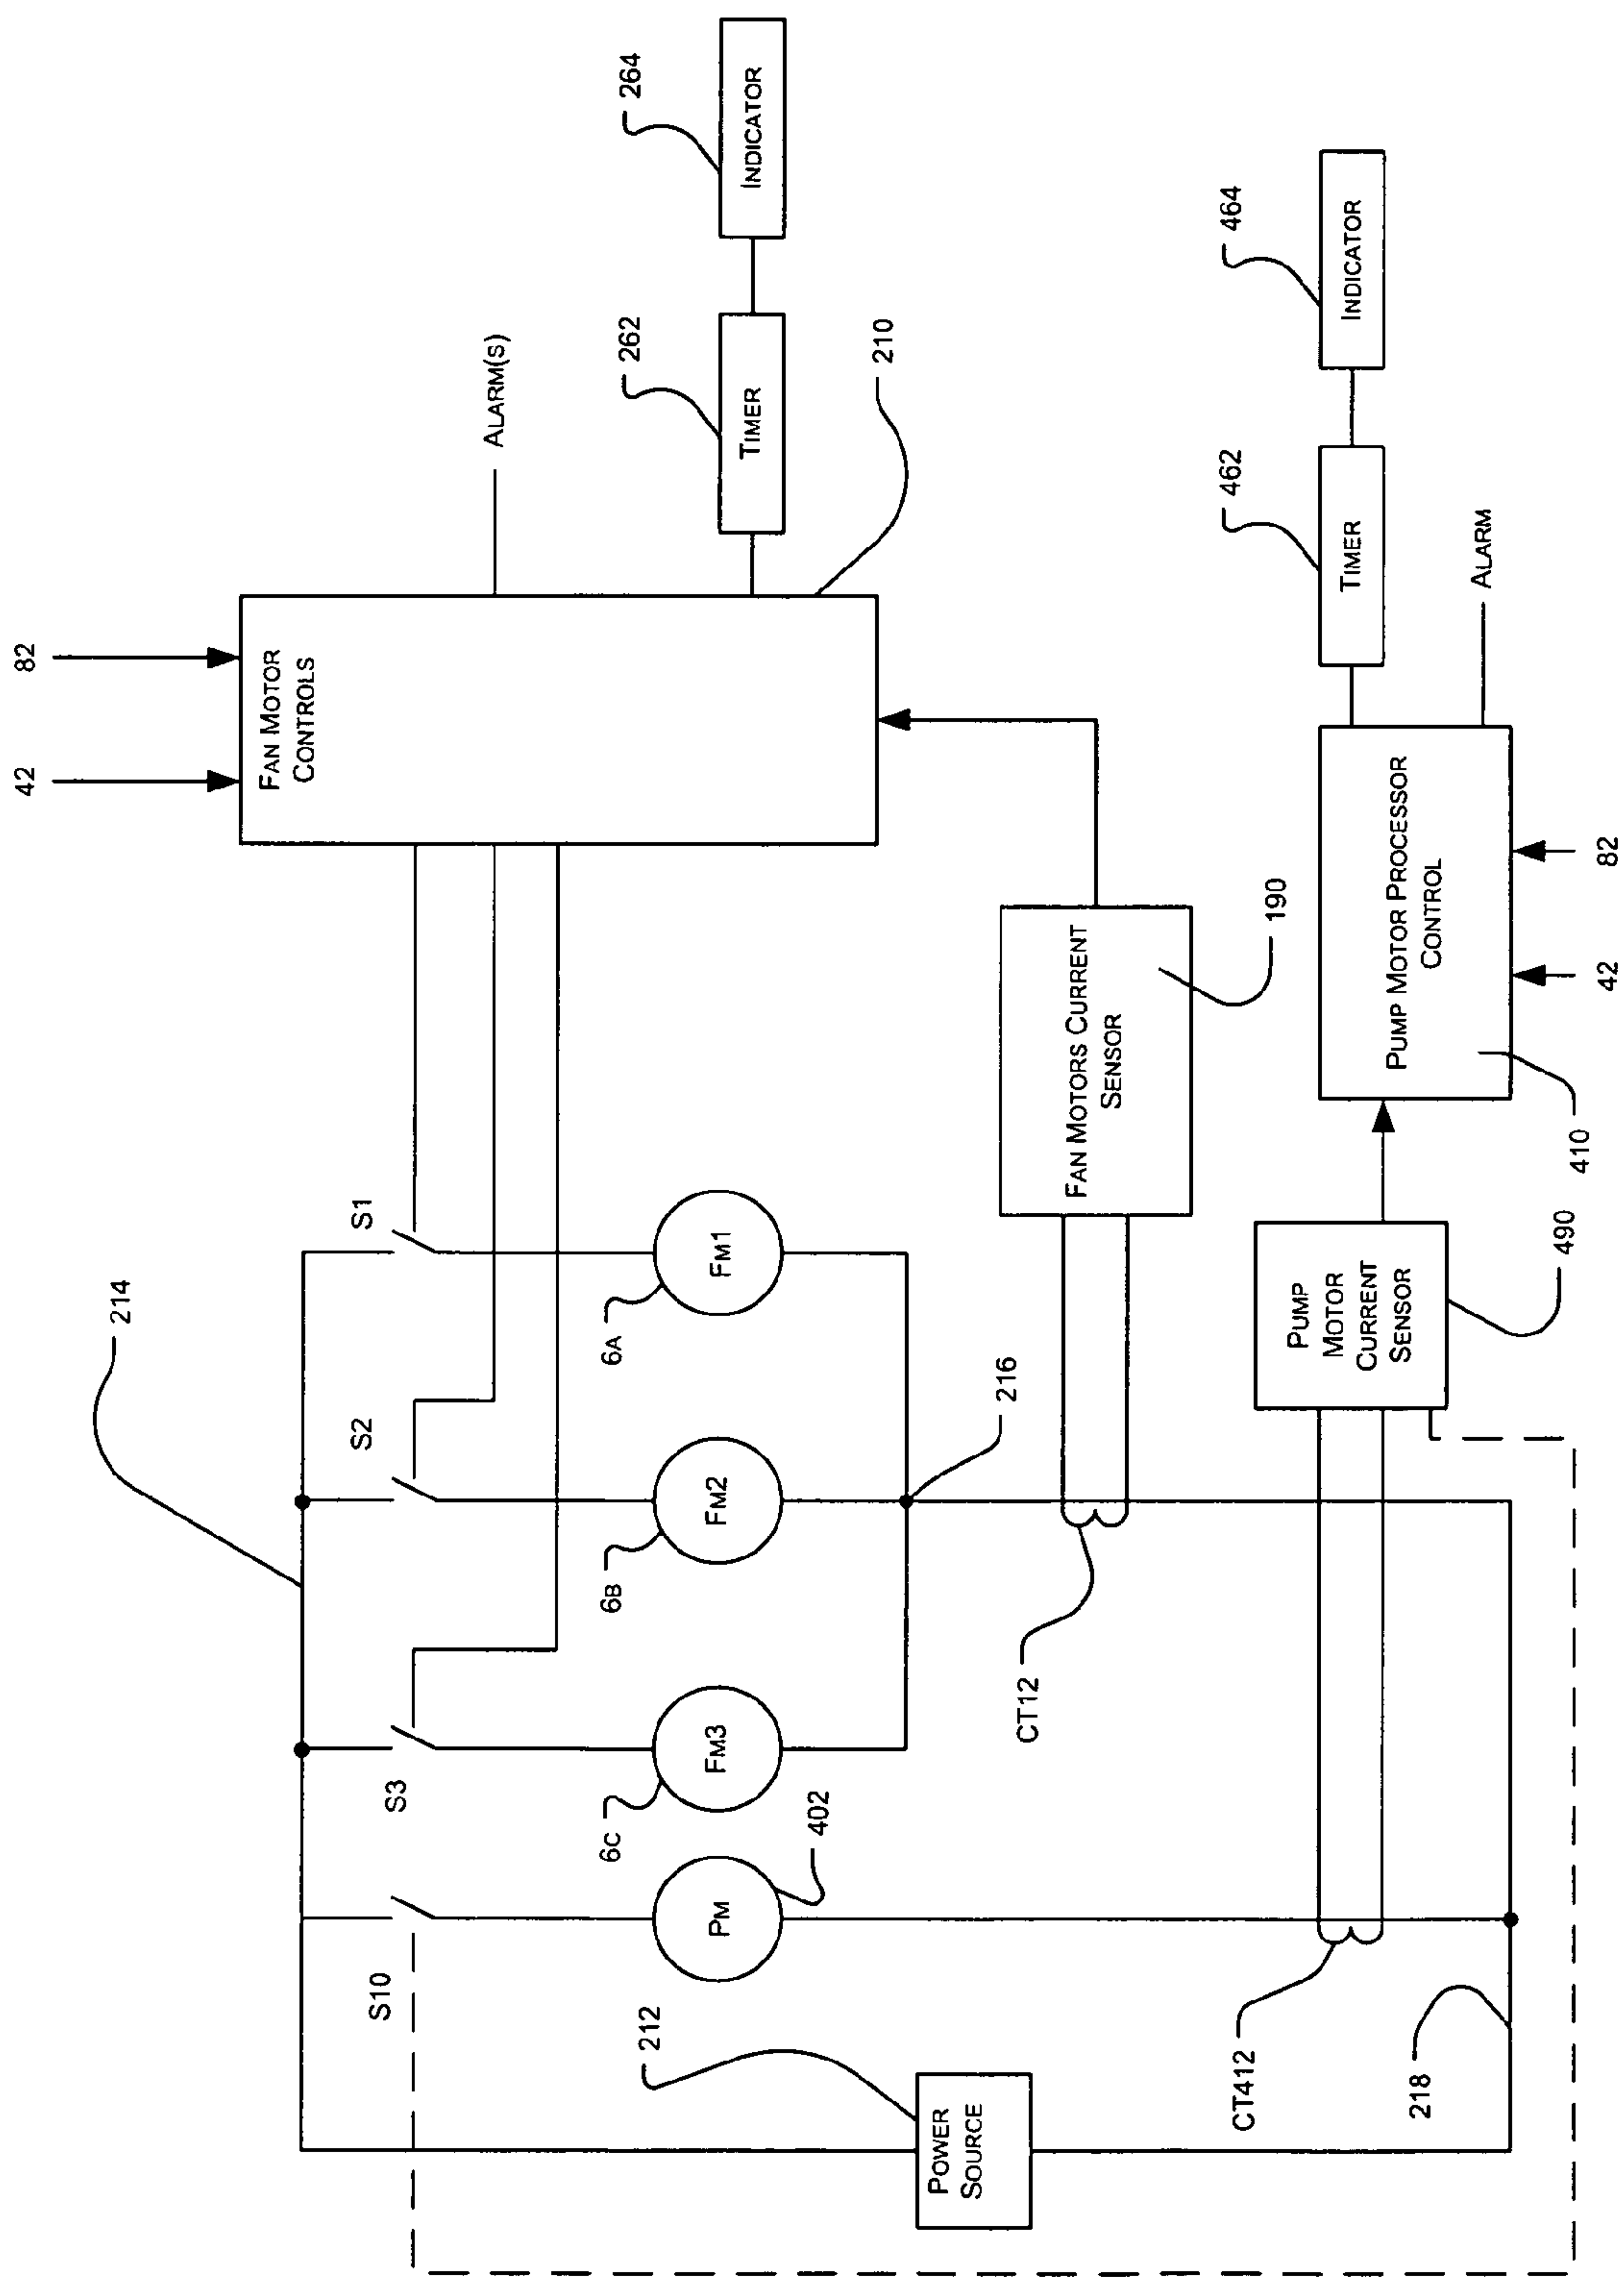 82
42
FAN MOTOR
CONTROLS
ALARM(S)
264
INDICATOR
262
TIMER
210
464
INDICATOR
462
TIMER
ALARM
PUMP MOTOR PROCESSOR
CONTROL
82
42
410
FAN MOTORS CURRENT
SENSOR
190
PUMP
MOTOR
CURRENT
SENSOR
490
214
S1
S2
S3
S10
FM1
6A
FM2
6B
FM3
6C
PM
402
216
CT12
CT412
218
212
POWER
SOURCE